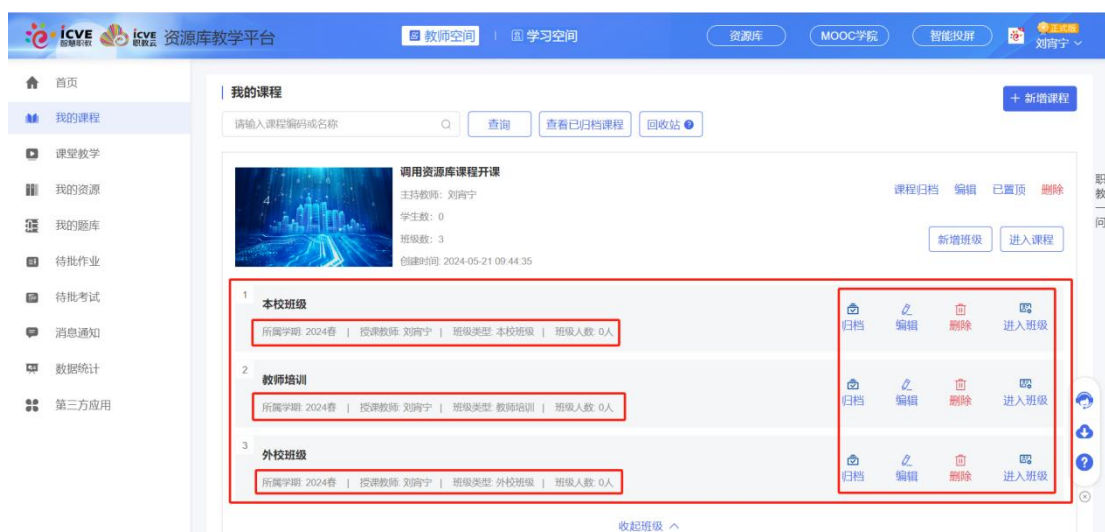 icve 智慧职教 icve 职教云 资源库教学平台 教师空间 学习空间 资源库 MOOC学院 智能投屏 正式版 刘宵宁
首页
我的课程
课堂教学
我的资源
我的题库
待批作业
待批考试
消息通知
数据统计
第三方应用
我的课程
+ 新增课程
请输入课程编码或名称 查询 查看已归档课程 回收站 ?
调用资源库课程开课
主持教师: 刘宵宁
学生数: 0
班级数: 3
创建时间: 2024-05-21 09:44:35
课程归档 编辑 已置顶 删除
新增班级 进入课程
1 本校班级
所属学期: 2024春 | 授课教师: 刘宵宁 | 班级类型: 本校班级 | 班级人数: 0人
归档 编辑 删除 进入班级
2 教师培训
所属学期: 2024春 | 授课教师: 刘宵宁 | 班级类型: 教师培训 | 班级人数: 0人
归档 编辑 删除 进入班级
3 外校班级
所属学期: 2024春 | 授课教师: 刘宵宁 | 班级类型: 外校班级 | 班级人数: 0人
归档 编辑 删除 进入班级
收起班级
职教一问